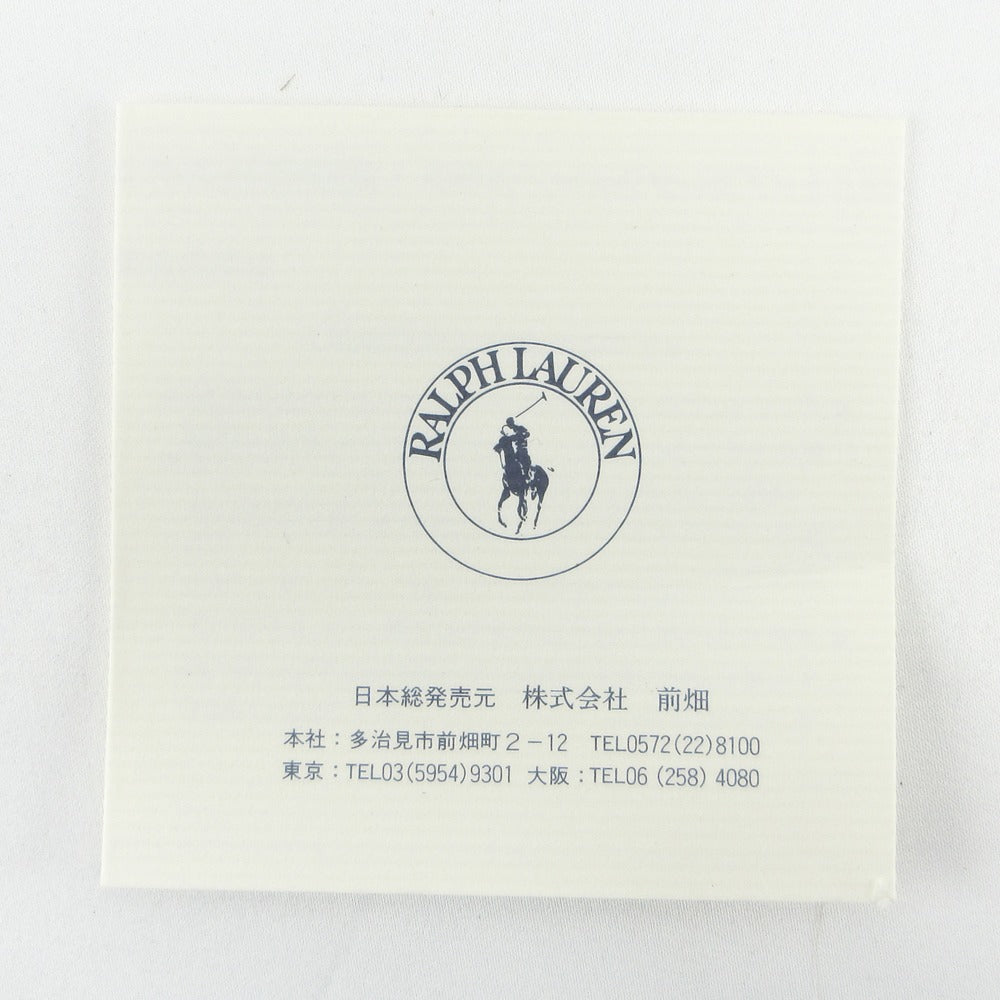 RALPH LAUREN
日本総発売元 株式会社 前畑
本社：多治見市前畑町2－12 TEL0572(22)8100
東京：TEL03(5954)9301 大阪：TEL06 (258) 4080